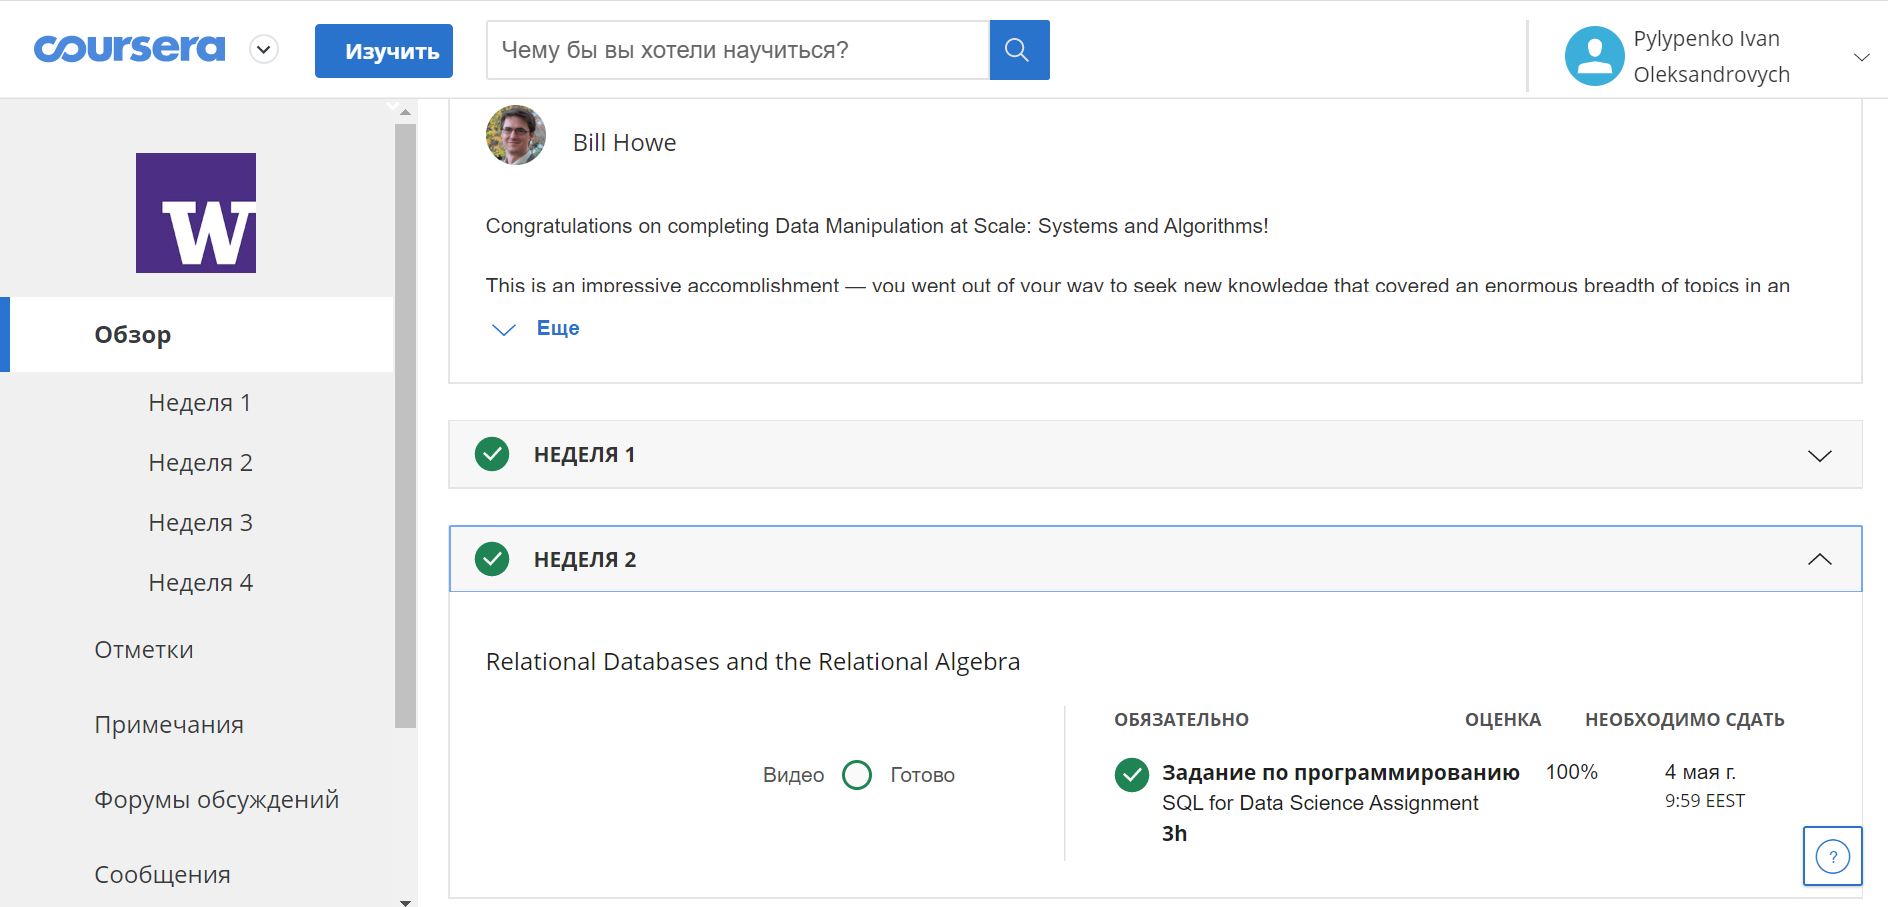 coursera
Изучить
Чему бы вы хотели научиться?
Pylypenko Ivan
Oleksandrovych
W
Обзор
Неделя 1
Неделя 2
Неделя 3
Неделя 4
Отметки
Примечания
Форумы обсуждений
Сообщения
Bill Howe
Congratulations on completing Data Manipulation at Scale: Systems and Algorithms!
This is an impressive accomplishment — you went out of your way to seek new knowledge that covered an enormous breadth of topics in an
Еще
НЕДЕЛЯ 1
НЕДЕЛЯ 2
Relational Databases and the Relational Algebra
Видео Готово
ОБЯЗАТЕЛЬНО ОЦЕНКА НЕОБХОДИМО СДАТЬ
Задание по программированию 100% 4 мая г.
SQL for Data Science Assignment 9:59 EEST
3h
?